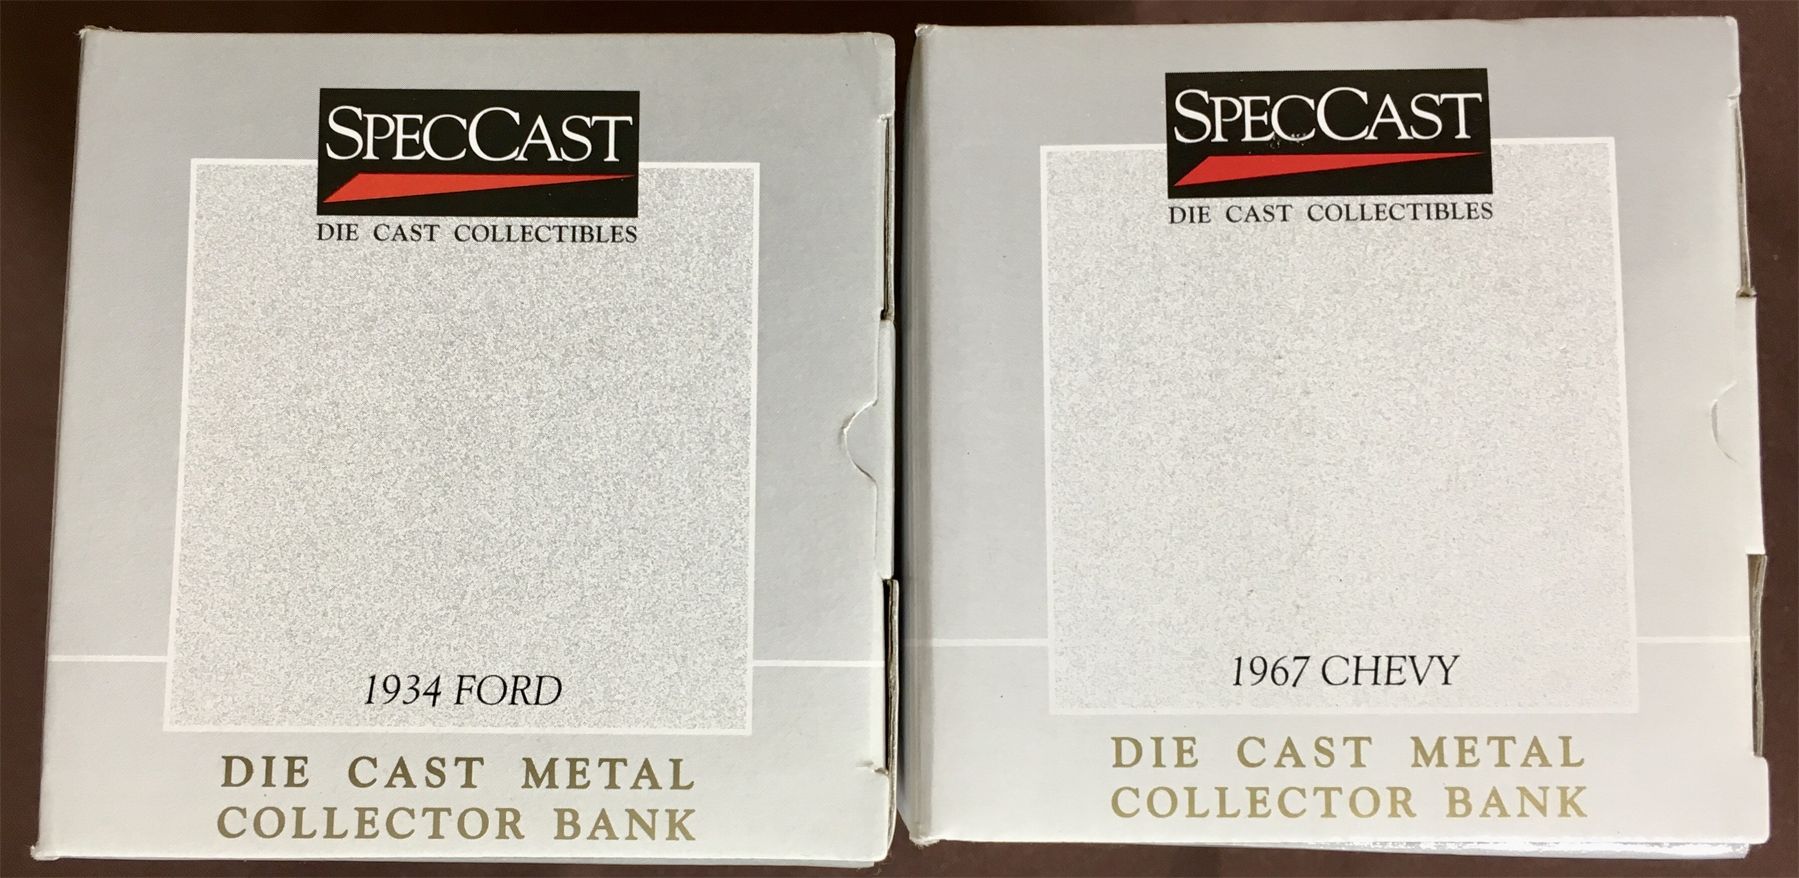 SPECCAST
DIE CAST COLLECTIBLES
1934 FORD
DIE CAST METAL
COLLECTOR BANK
SPECCAST
DIE CAST COLLECTIBLES
1967 CHEVY
DIE CAST METAL
COLLECTOR BANK